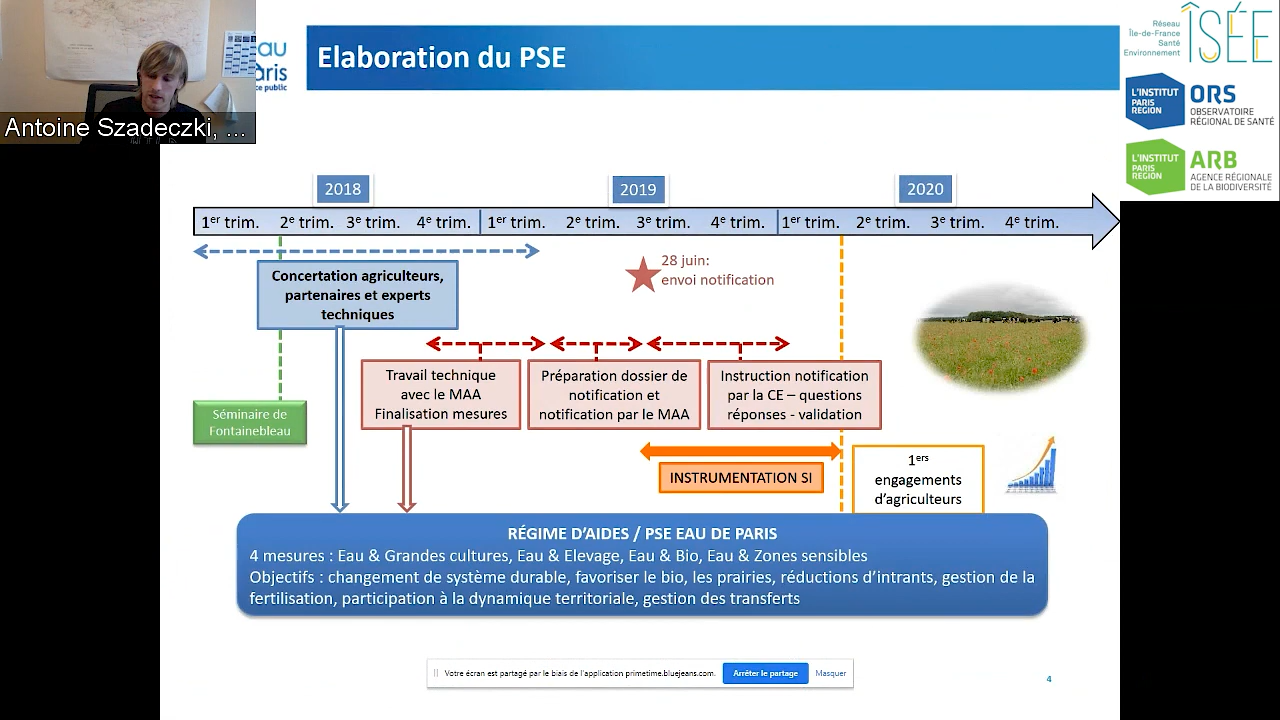 Elaboration du PSE
au
aris
ce public
Antoine Szadeczki, ...
Réseau
Île-de-France
Santé
Environnement
ÎSÉE
L'INSTITUT
PARIS
REGION
ORS
OBSERVATOIRE
RÉGIONAL DE SANTÉ
L'INSTITUT
PARIS
REGION
ARB
AGENCE RÉGIONALE
DE LA BIODIVERSITÉ
2018
2019
2020
1er trim. 2e trim. 3e trim. 4e trim. 1er trim. 2e trim. 3e trim. 4e trim. 1er trim. 2e trim. 3e trim. 4e trim.
28 juin:
envoi notification
Concertation agriculteurs,
partenaires et experts
techniques
Travail technique
avec le MAA
Finalisation mesures
Préparation dossier de
notification et
notification par le MAA
Instruction notification
par la CE – questions
réponses - validation
Séminaire de
Fontainebleau
INSTRUMENTATION SI
1ers
engagements
d'agriculteurs
RÉGIME D'AIDES / PSE EAU DE PARIS
4 mesures : Eau & Grandes cultures, Eau & Elevage, Eau & Bio, Eau & Zones sensibles
Objectifs : changement de système durable, favoriser le bio, les prairies, réductions d'intrants, gestion de la
fertilisation, participation à la dynamique territoriale, gestion des transferts
Votre écran est partagé par le biais de l'application primetime.bluejeans.com.
Arrêter le partage
Masquer
4